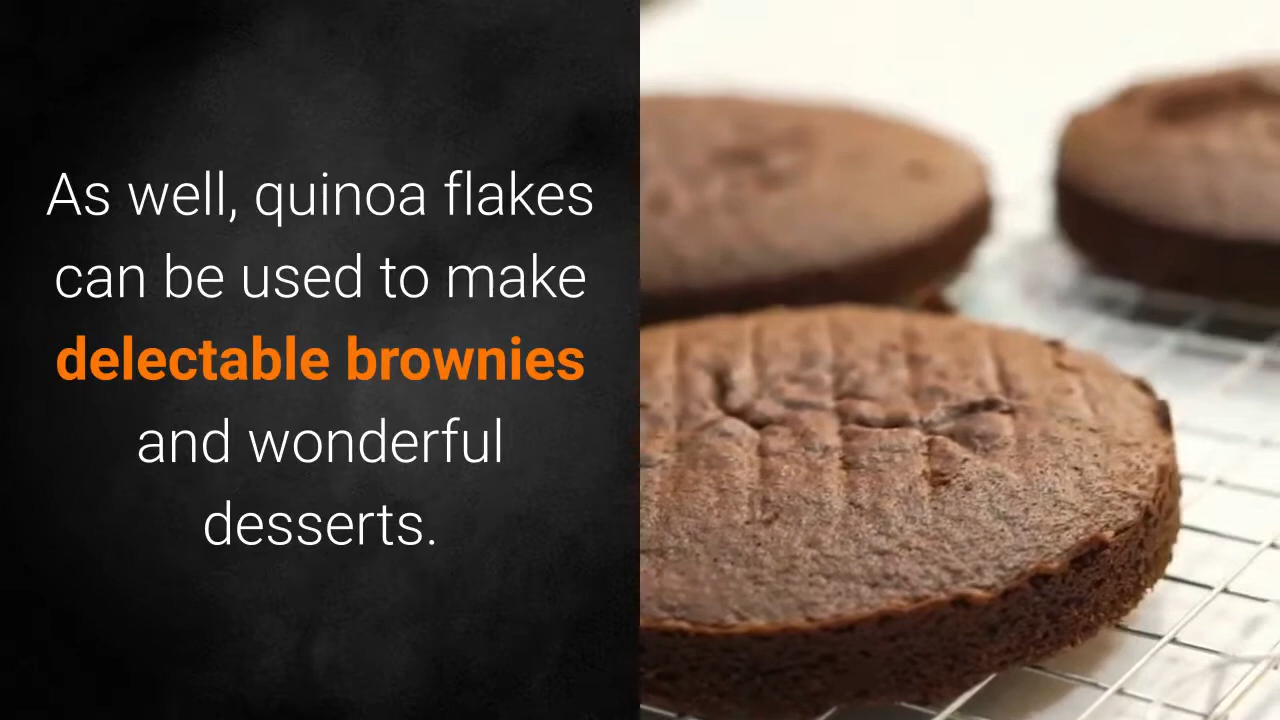 As well, quinoa flakes
can be used to make
delectable brownies
and wonderful
desserts.